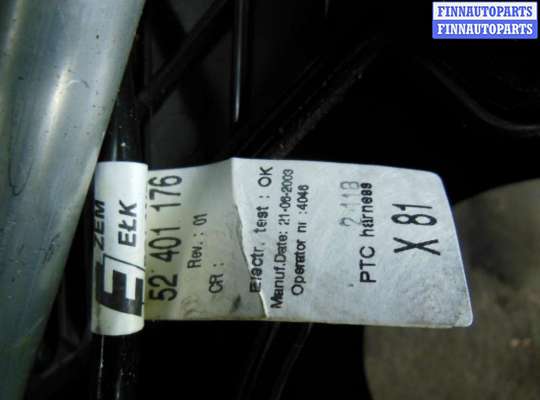 FINNAUTOPARTS
FINNAUTOPARTS
E ZEM
EŁK
52 401 176
Rev.: 01
CR:
Electr. test : OK
Manuf.Date: 21-06-2003
Operator nr :4046
PTC harness
X 81